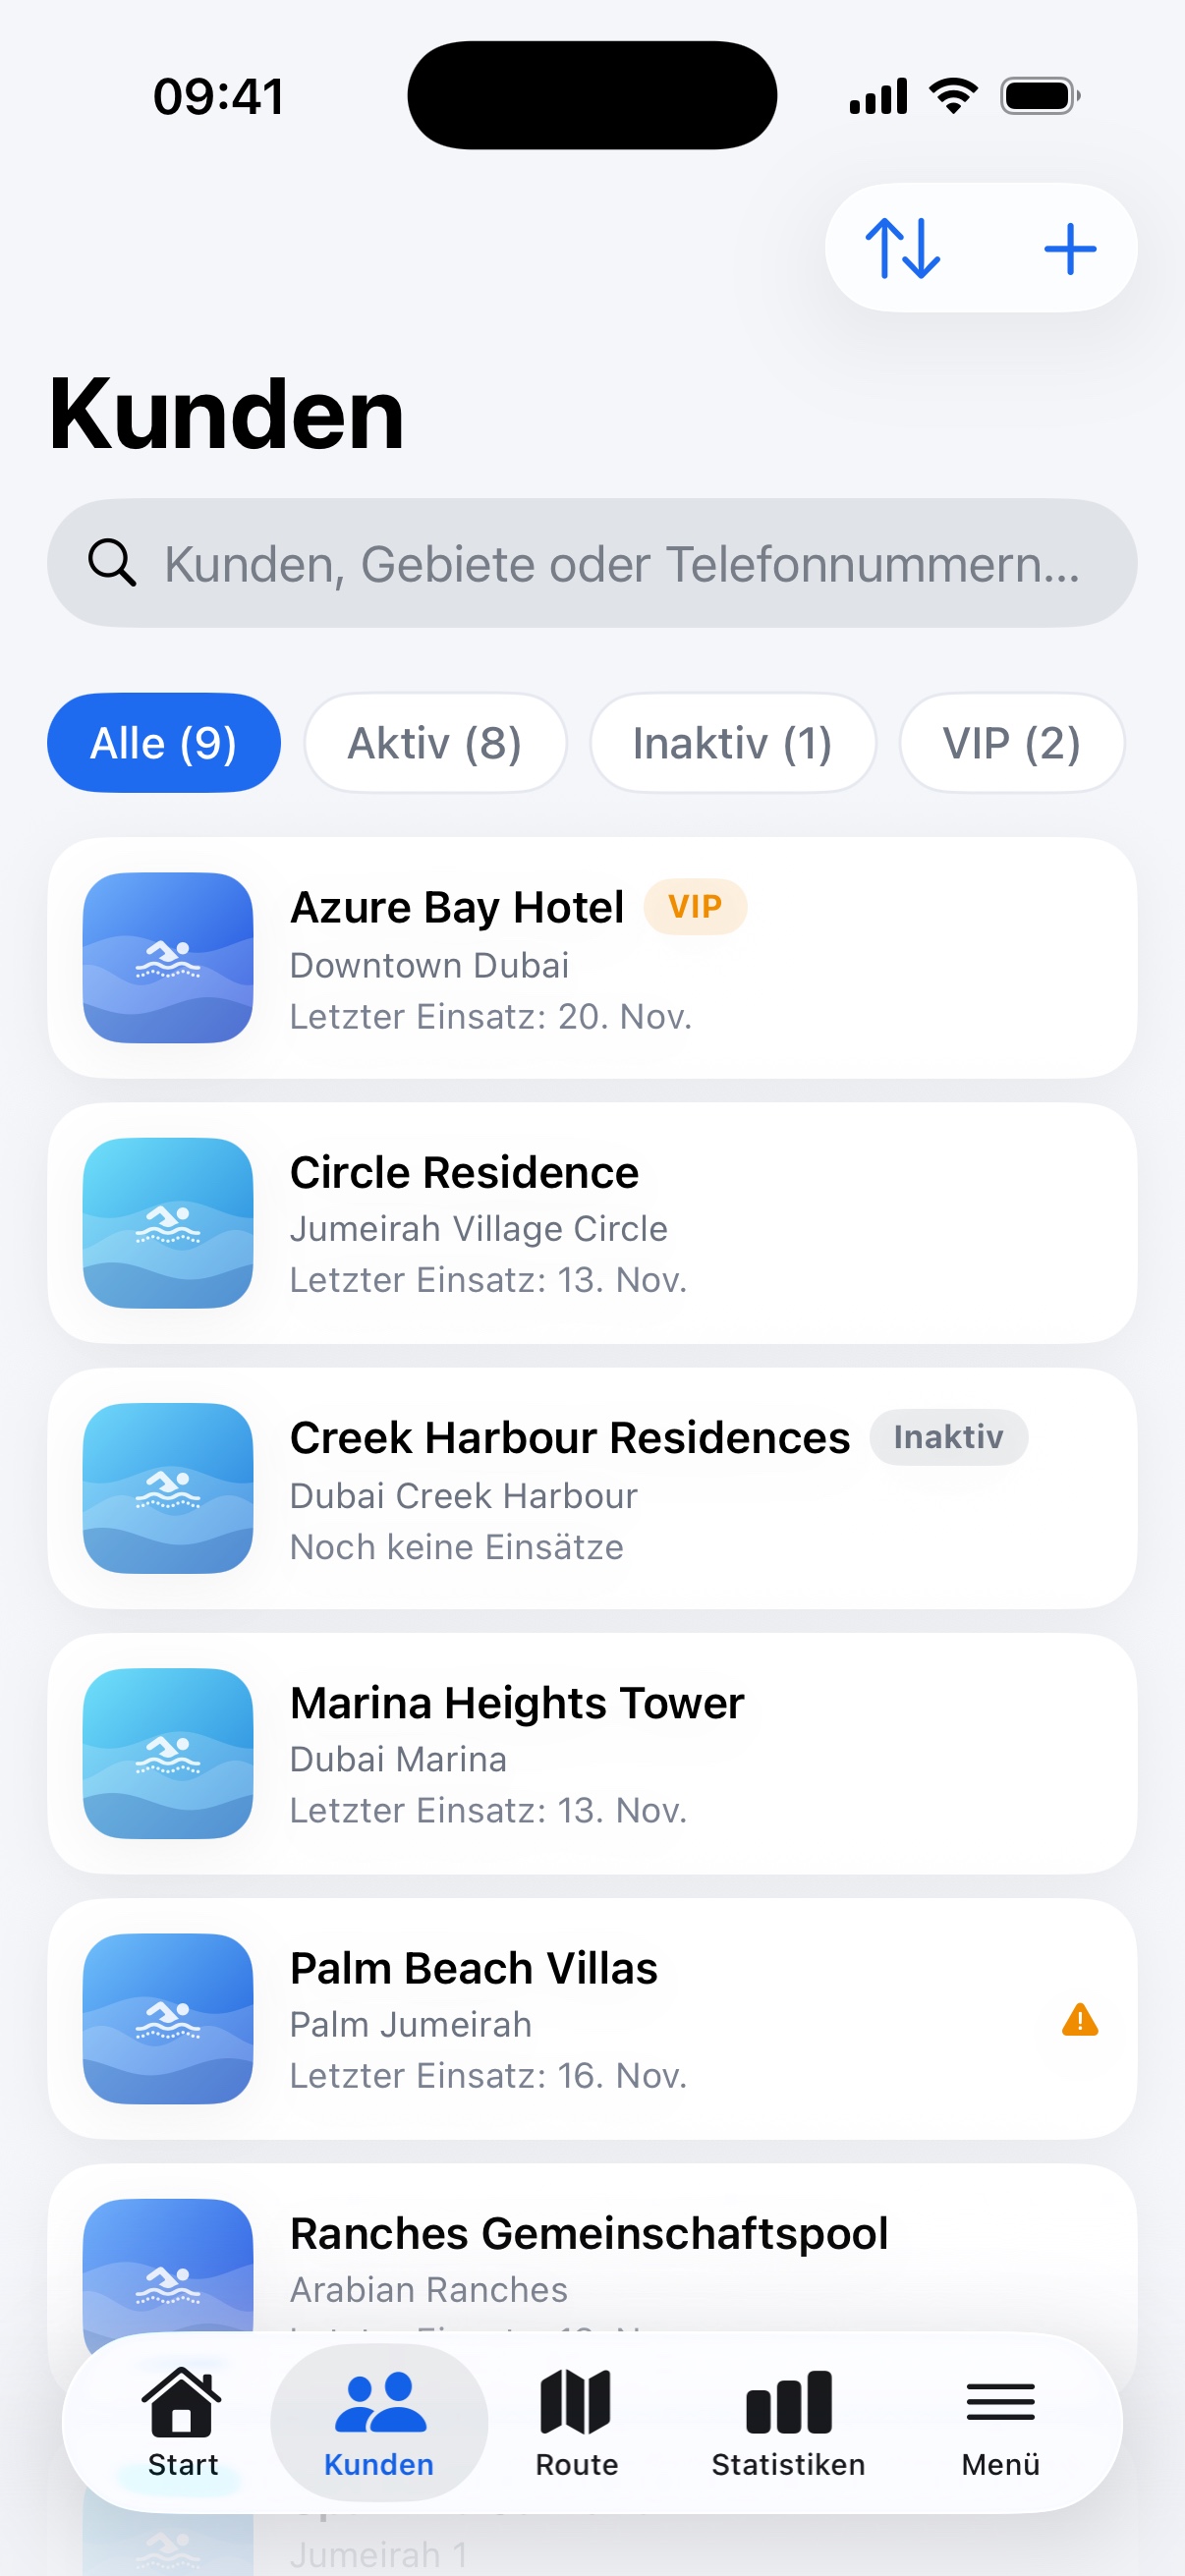 09:41
Kunden
Kunden, Gebiete oder Telefonnummern...
Alle (9)
Aktiv (8)
Inaktiv (1)
VIP (2)
Azure Bay Hotel VIP
Downtown Dubai
Letzter Einsatz: 20. Nov.
Circle Residence
Jumeirah Village Circle
Letzter Einsatz: 13. Nov.
Creek Harbour Residences Inaktiv
Dubai Creek Harbour
Noch keine Einsätze
Marina Heights Tower
Dubai Marina
Letzter Einsatz: 13. Nov.
Palm Beach Villas
Palm Jumeirah
Letzter Einsatz: 16. Nov.
Ranches Gemeinschaftspool
Arabian Ranches
Start
Kunden
Route
Statistiken
Menü
Jumeirah 1